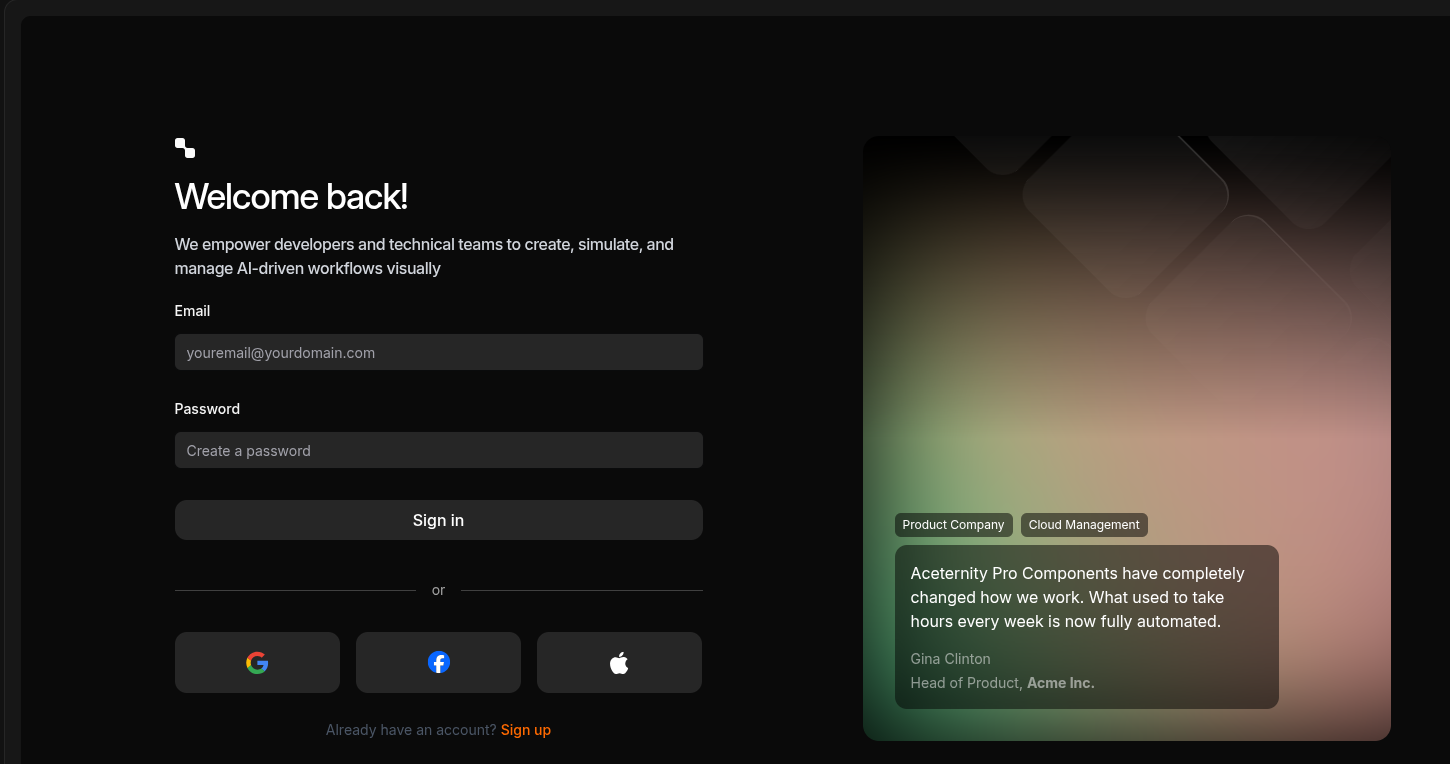 Welcome back!
We empower developers and technical teams to create, simulate, and
manage AI-driven workflows visually
Email
youremail@yourdomain.com
Password
Create a password
Sign in
or
Already have an account? Sign up
Product Company
Cloud Management
Aceternity Pro Components have completely
changed how we work. What used to take
hours every week is now fully automated.
Gina Clinton
Head of Product, Acme Inc.